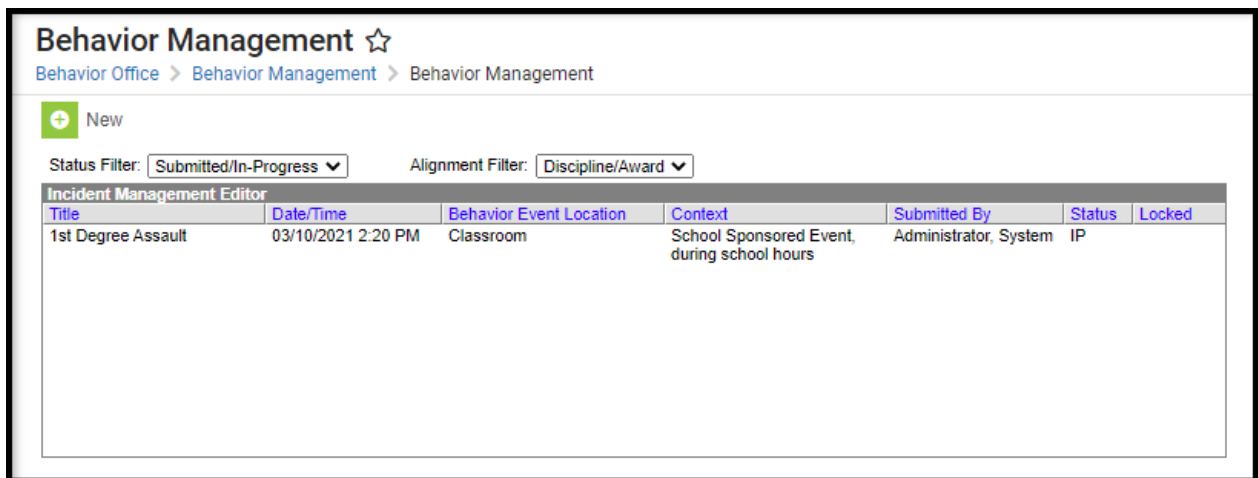 Behavior Management
Behavior Office > Behavior Management > Behavior Management
New
Status Filter: Submitted/In-Progress Alignment Filter: Discipline/Award
Incident Management Editor
Title Date/Time Behavior Event Location Context Submitted By Status Locked
1st Degree Assault 03/10/2021 2:20 PM Classroom School Sponsored Event, Administrator, System IP
during school hours